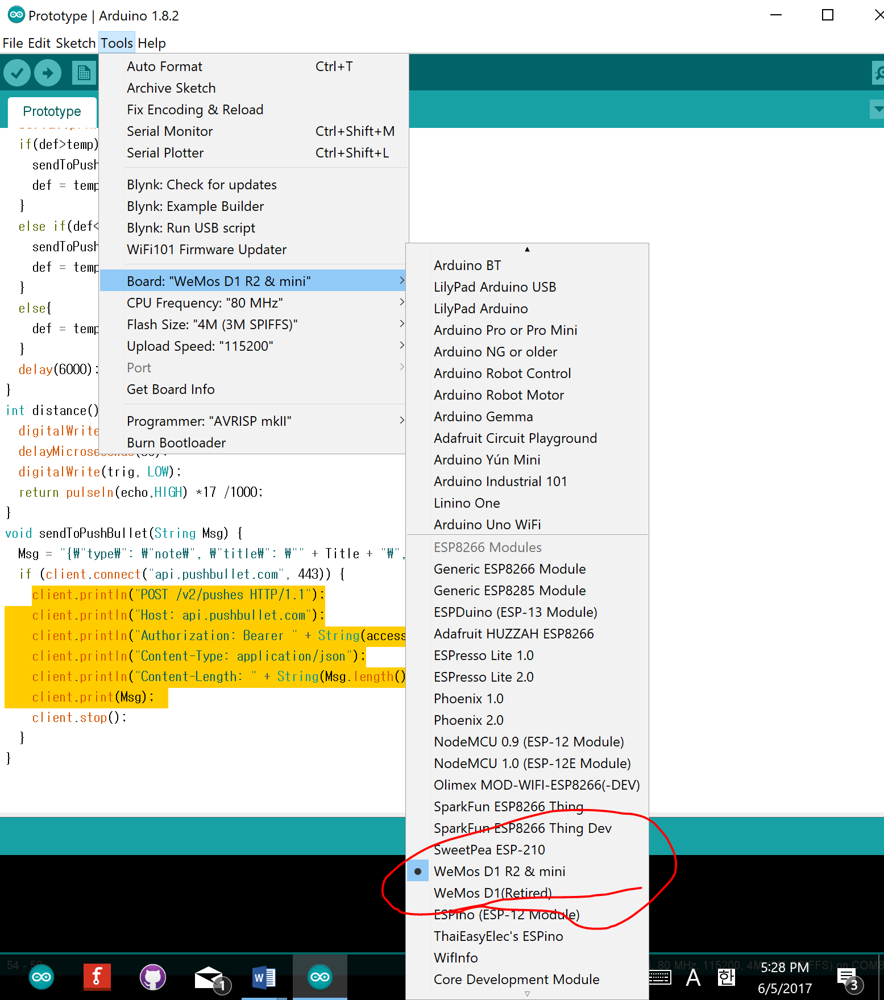 Prototype | Arduino 1.8.2
File Edit Sketch Tools Help
Auto Format Ctrl+T
Archive Sketch
Fix Encoding & Reload
Serial Monitor Ctrl+Shift+M
Serial Plotter Ctrl+Shift+L
Blynk: Check for updates
Blynk: Example Builder
Blynk: Run USB script
WiFi101 Firmware Updater
Board: "WeMos D1 R2 & mini"
CPU Frequency: "80 MHz"
Flash Size: "4M (3M SPIFFS)"
Upload Speed: "115200"
Port
Get Board Info
Programmer: "AVRISP mkII"
Burn Bootloader
Arduino BT
LilyPad Arduino USB
LilyPad Arduino
Arduino Pro or Pro Mini
Arduino NG or older
Arduino Robot Control
Arduino Robot Motor
Arduino Gemma
Adafruit Circuit Playground
Arduino Yún Mini
Arduino Industrial 101
Linino One
Arduino Uno WiFi
ESP8266 Modules
Generic ESP8266 Module
Generic ESP8285 Module
ESPDuino (ESP-13 Module)
Adafruit HUZZAH ESP8266
ESPresso Lite 1.0
ESPresso Lite 2.0
Phoenix 1.0
Phoenix 2.0
NodeMCU 0.9 (ESP-12 Module)
NodeMCU 1.0 (ESP-12E Module)
Olimex MOD-WIFI-ESP8266(-DEV)
SparkFun ESP8266 Thing
SparkFun ESP8266 Thing Dev
SweetPea ESP-210
WeMos D1 R2 & mini
WeMos D1(Retired)
ESPino (ESP-12 Module)
ThaiEasyElec's ESPino
WifInfo
Core Development Module
Prototype
if(def>temp)
sendToPush
def = temp
}
else if(def<
sendToPush
def = temp
}
else{
def = temp
}
delay(6000);
}
int distance()
digitalWrite
delayMicroseconds
digitalWrite(trig, LOW);
return pulseIn(echo,HIGH) *17 /1000;
}
void sendToPushBullet(String Msg) {
Msg = "{₩"type₩": ₩"note₩", ₩"title₩": ₩"" + Title + "₩",
if (client.connect("api.pushbullet.com", 443)) {
client.println("POST /v2/pushes HTTP/1.1");
client.println("Host: api.pushbullet.com");
client.println("Authorization: Bearer " + String(access
client.println("Content-Type: application/json");
client.println("Content-Length: " + String(Msg.length()
client.print(Msg);
client.stop();
}
}
54 - 59
, 80 MHz, 115200, 4M (3M SPIFFS) on COM
1
A 한
5:28 PM
6/5/2017
3